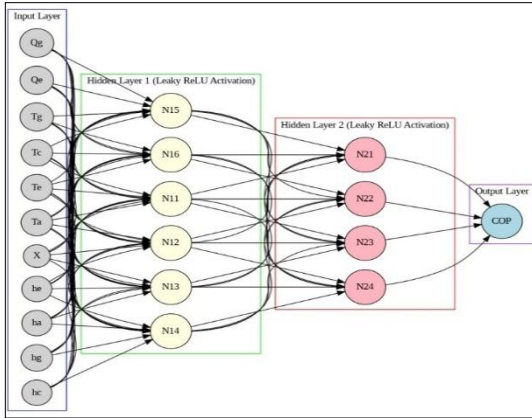 Input Layer
Qg
Qe
Tg
Tc
Te
Ta
X
he
ha
hg
hc
Hidden Layer 1 (Leaky ReLU Activation)
N15
N16
N11
N12
N13
N14
Hidden Layer 2 (Leaky ReLU Activation)
N21
N22
N23
N24
Output Layer
COP